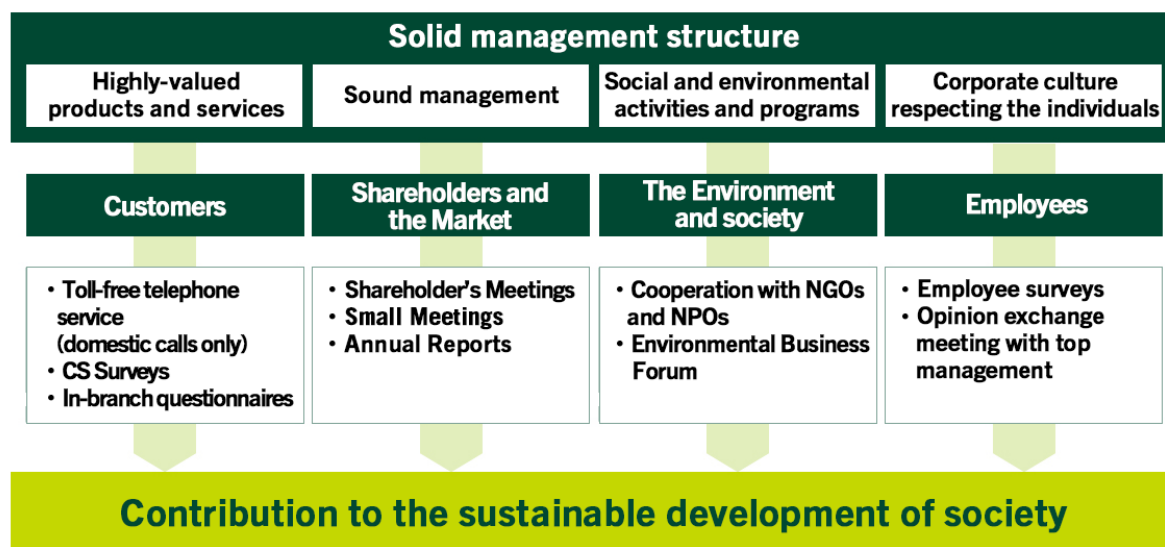 Solid management structure
Highly-valued
products and services
Sound management
Social and environmental
activities and programs
Corporate culture
respecting the individuals
Customers
Shareholders and
the Market
The Environment
and society
Employees
・Toll-free telephone
service
(domestic calls only)
・CS Surveys
・In-branch questionnaires
・Shareholder's Meetings
・Small Meetings
・Annual Reports
・Cooperation with NGOs
and NPOs
・Environmental Business
Forum
・Employee surveys
・Opinion exchange
meeting with top
management
Contribution to the sustainable development of society